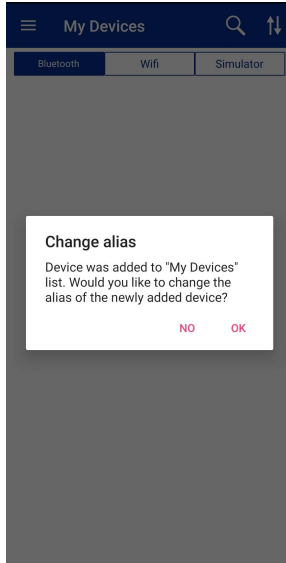 My Devices
Bluetooth Wifi Simulator
Change alias
Device was added to "My Devices"
list. Would you like to change the
alias of the newly added device?
NO OK